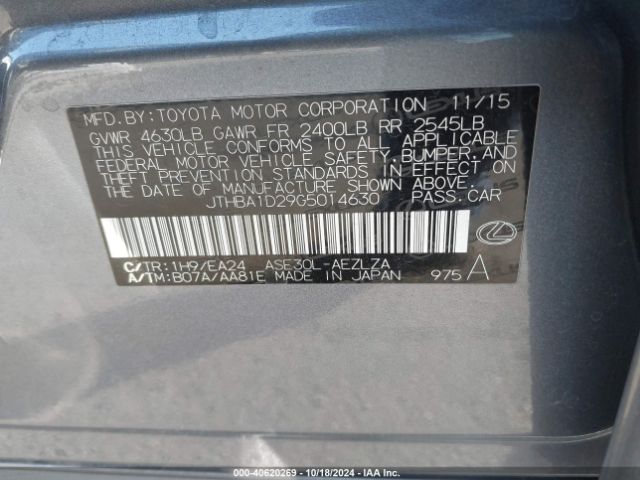 MFD.BY:TOYOTA MOTOR CORPORATION 11/15
GVWR 4630LB GAWR FR 2400LB RR 2545LB
THIS VEHICLE CONFORMS TO ALL APPLICABLE
FEDERAL MOTOR VEHICLE SAFETY,BUMPER,AND
THEFT PREVENTION STANDARDS IN EFFECT ON
THE DATE OF MANUFACTURE SHOWN ABOVE.
JTHBA1D29G5014630 PASS.CAR
C/TR:1H9/EA24 ASE30L-AEZLZA
A/TM:B07A/AA81E MADE IN JAPAN 975 A
000-40620269 - 10/18/2024 - IAA Inc.